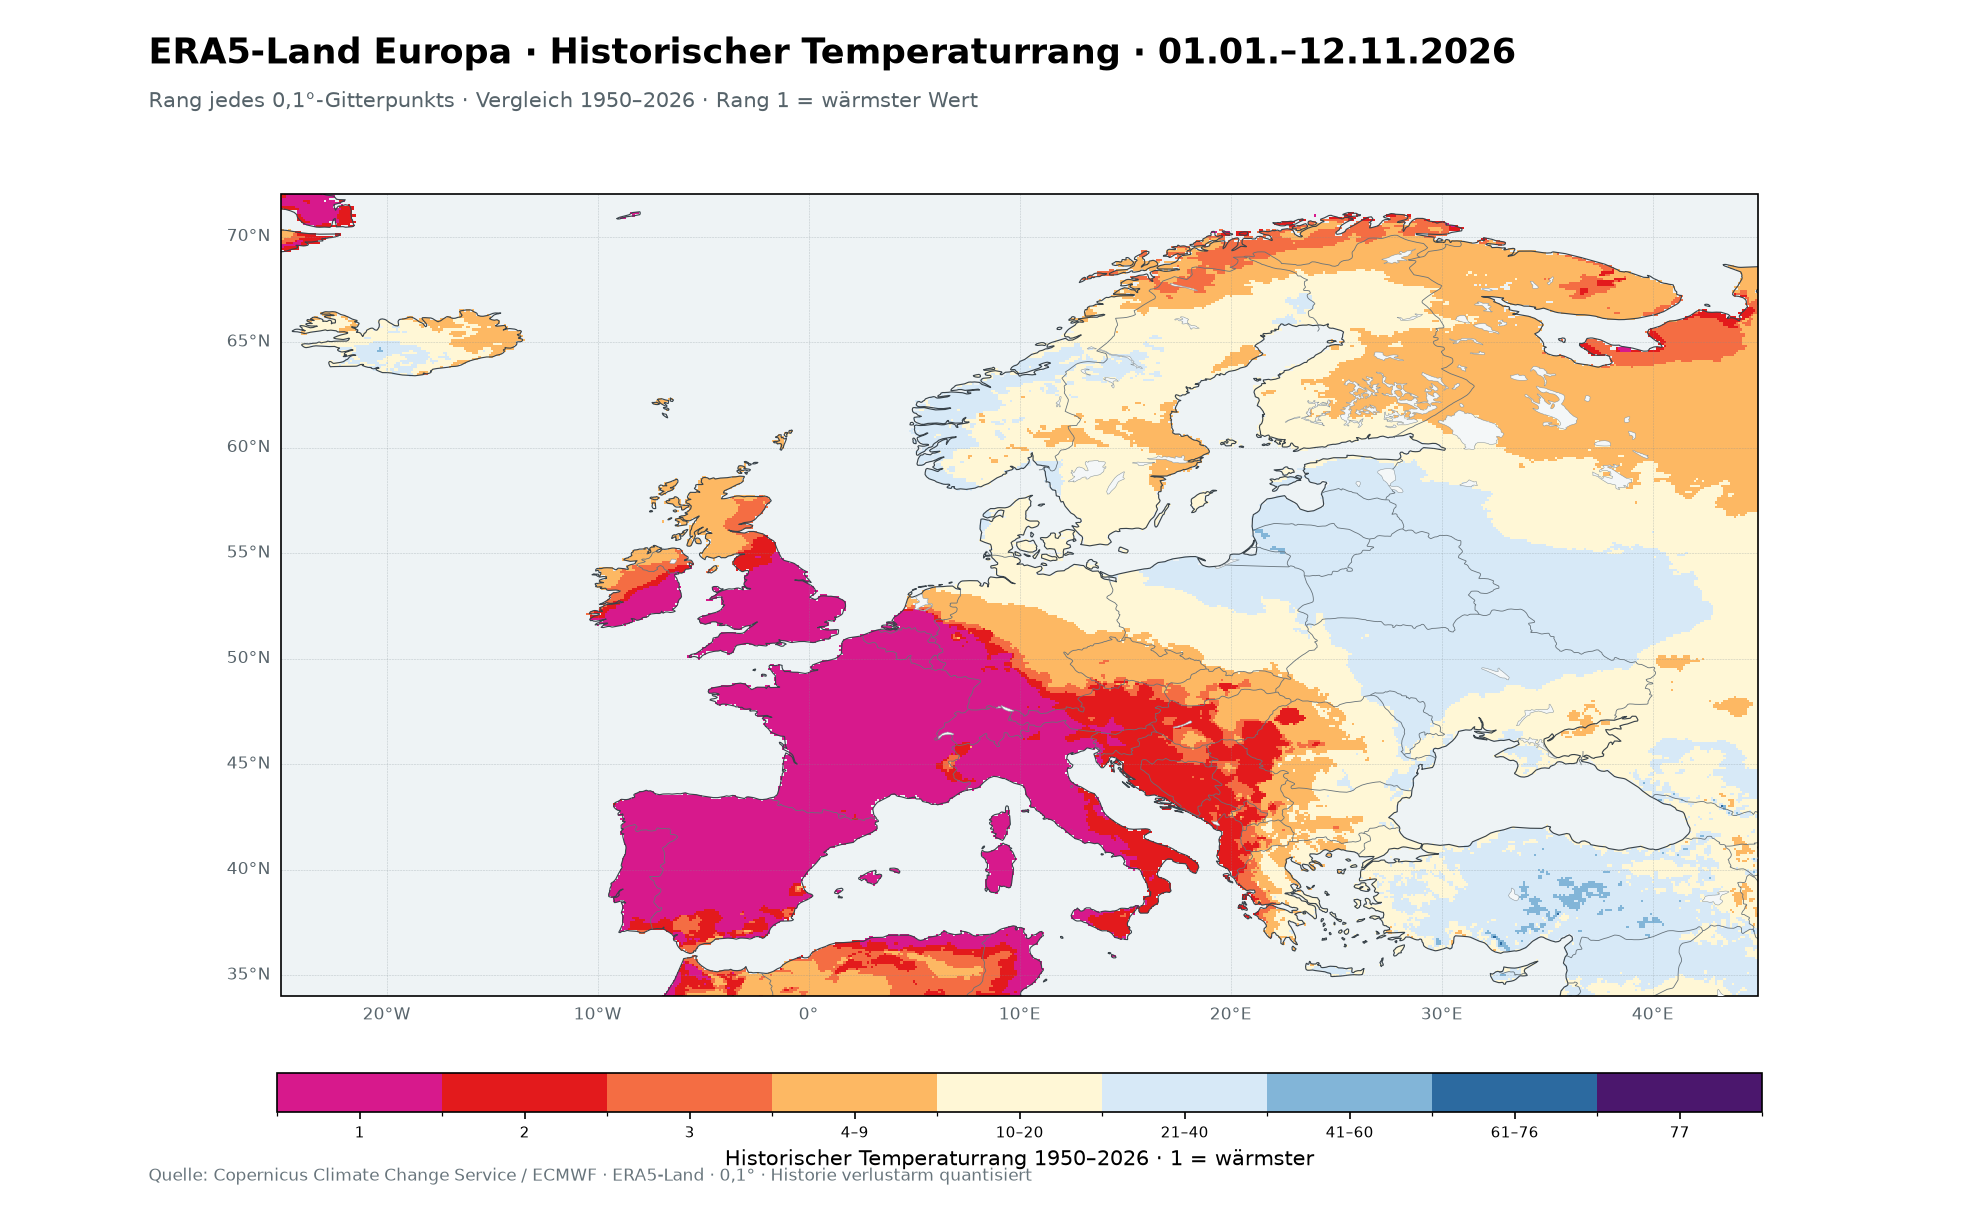 ERA5-Land Europa · Historischer Temperaturrang · 01.01.–12.11.2026
Rang jedes 0,1°-Gitterpunkts · Vergleich 1950–2026 · Rang 1 = wärmster Wert
70°N
65°N
60°N
55°N
50°N
45°N
40°N
35°N
20°W 10°W 0° 10°E 20°E 30°E 40°E
1 2 3 4–9 10–20 21–40 41–60 61–76 77
Historischer Temperaturrang 1950–2026 · 1 = wärmster
Quelle: Copernicus Climate Change Service / ECMWF · ERA5-Land · 0,1° · Historie verlustarm quantisiert